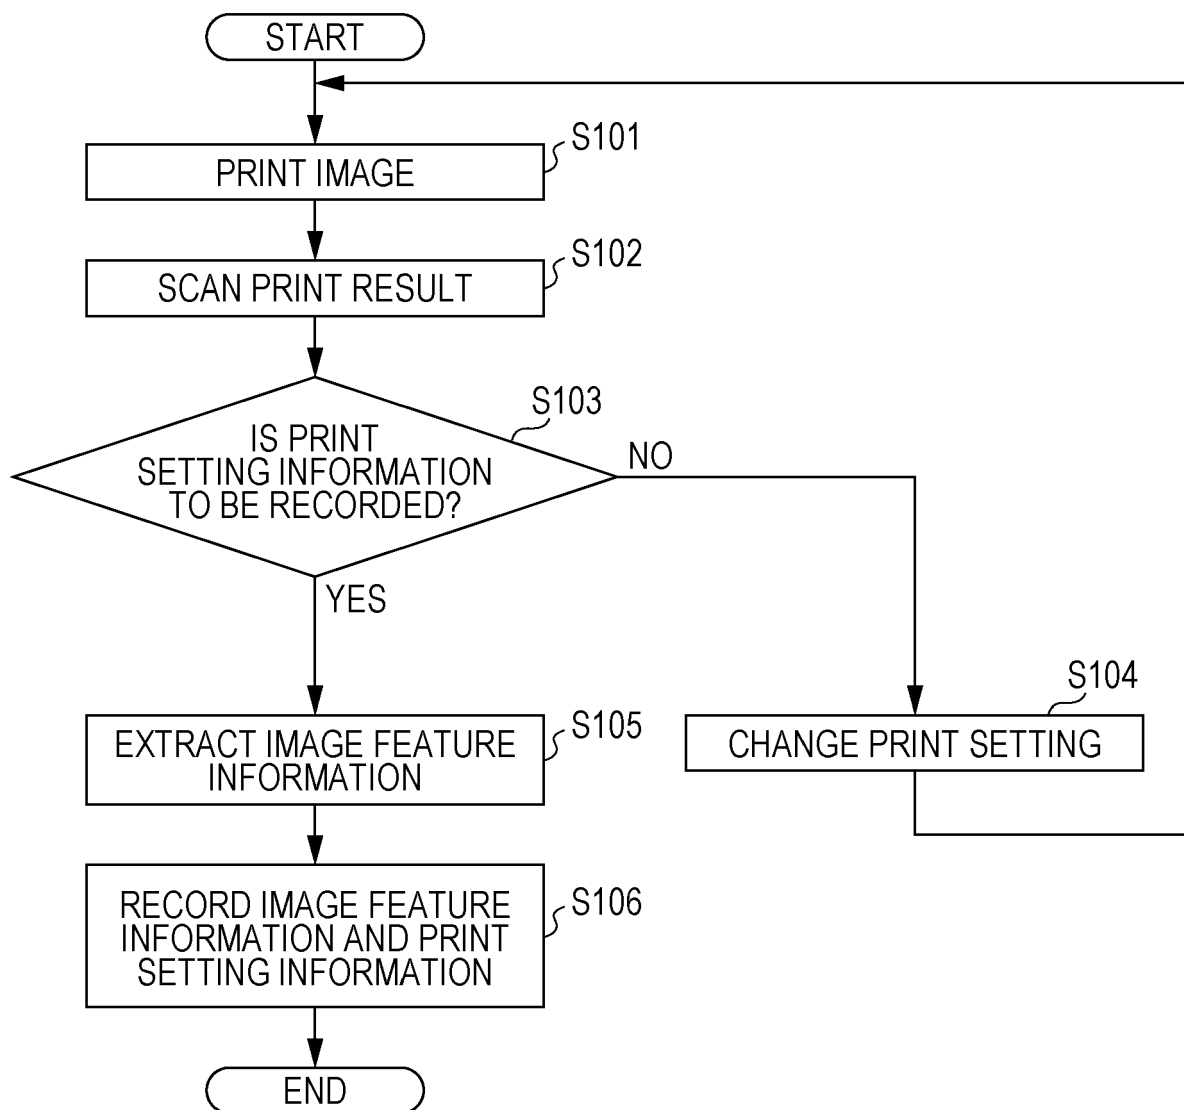 START
S101
PRINT IMAGE
S102
SCAN PRINT RESULT
S103
IS PRINT
SETTING INFORMATION
TO BE RECORDED?
NO
YES
S105
EXTRACT IMAGE FEATURE
INFORMATION
S104
CHANGE PRINT SETTING
S106
RECORD IMAGE FEATURE
INFORMATION AND PRINT
SETTING INFORMATION
END